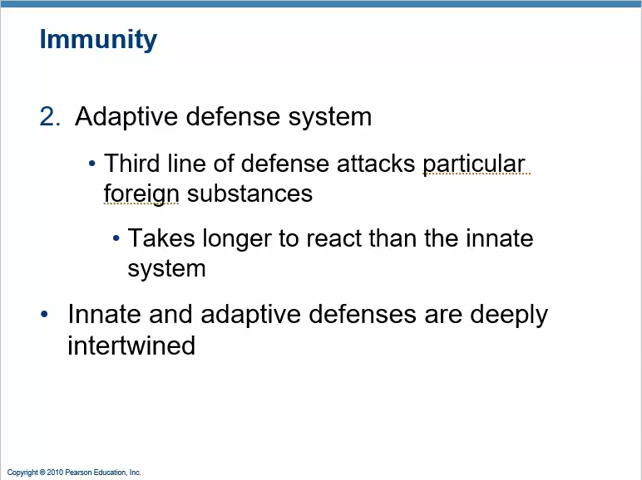 Immunity
2. Adaptive defense system
• Third line of defense attacks particular
foreign substances
• Takes longer to react than the innate
system
• Innate and adaptive defenses are deeply
intertwined
Copyright © 2010 Pearson Education, Inc.